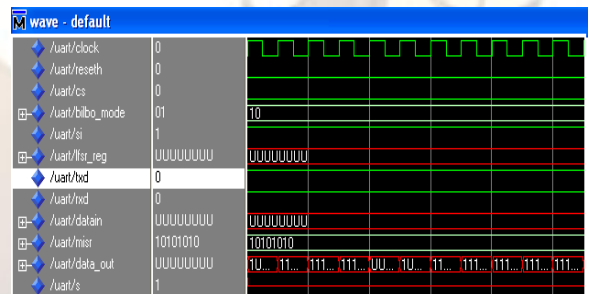 wave - default
/uart/clock 0
/uart/reseth 0
/uart/cs 0
/uart/bilbo_mode 01 10
/uart/si 1
/uart/lfsr_reg UUUUUUUU UUUUUUUU
/uart/txd 0
/uart/rxd 0
/uart/datain UUUUUUUU UUUUUUUU
/uart/misr 10101010 10101010
/uart/data_out UUUUUUUU 1U... 11... 111... 111... UU... 1U... 11... 111... 111... 111... 111...
/uart/s 1